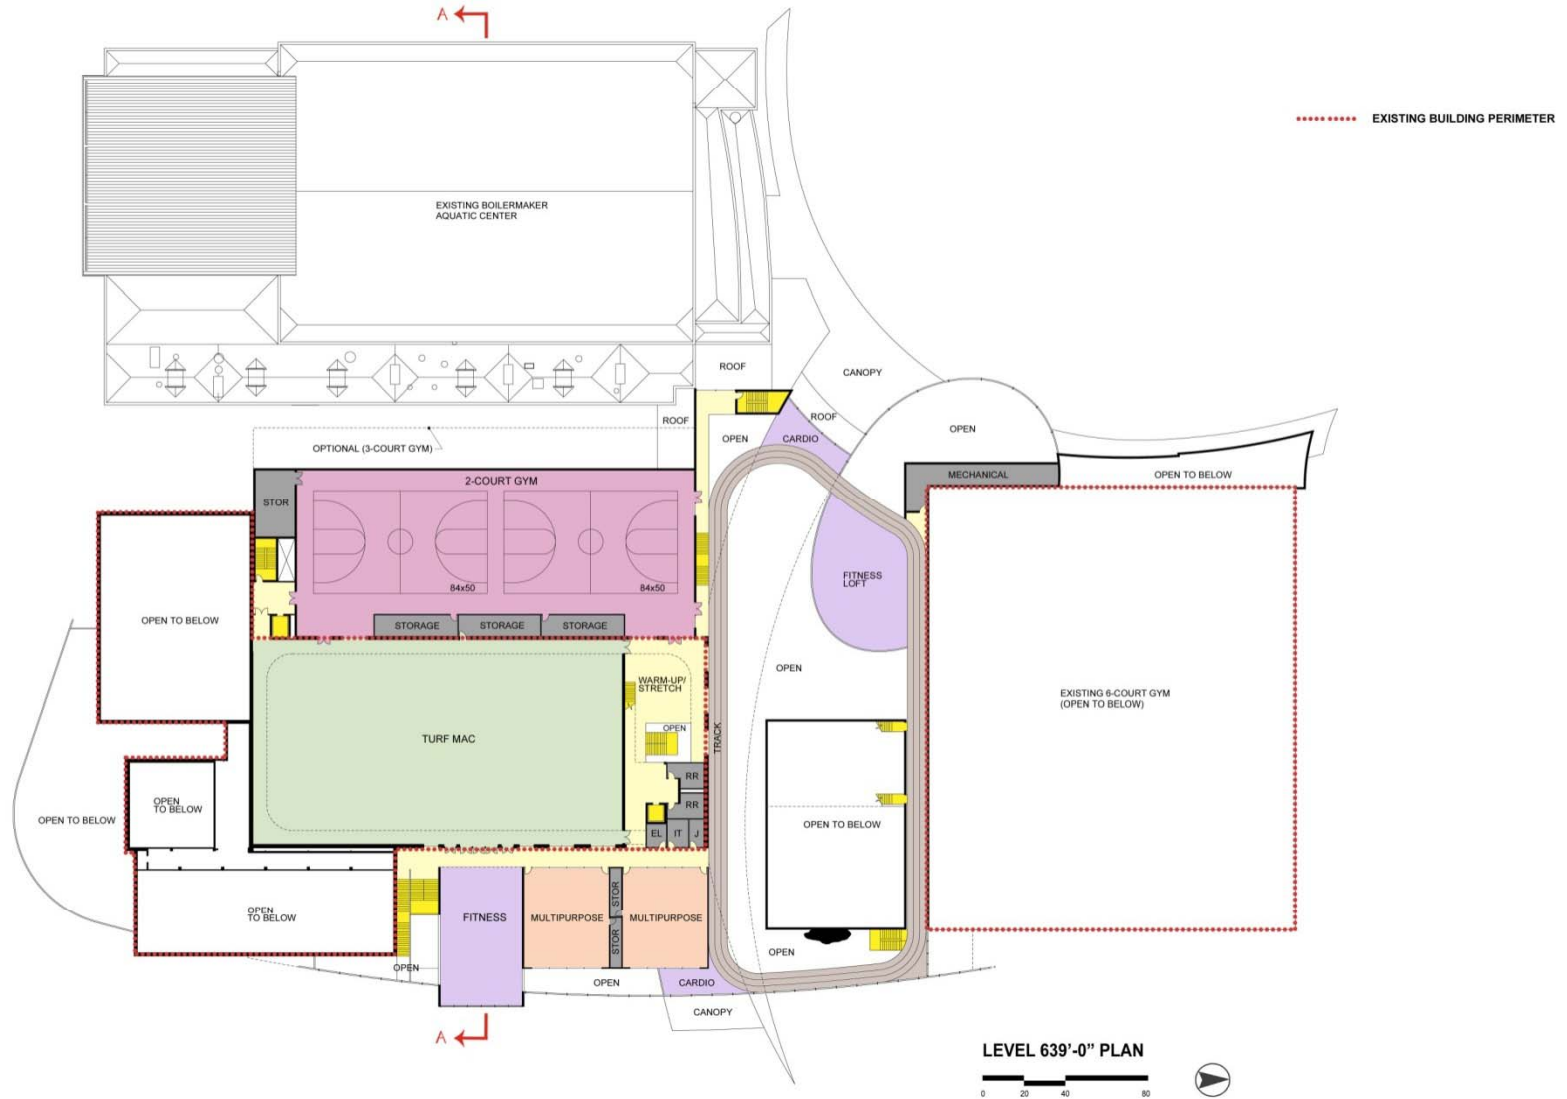 A
EXISTING BUILDING PERIMETER
EXISTING BOILERMAKER
AQUATIC CENTER
ROOF
CANOPY
ROOF
ROOF
OPEN
CARDIO
OPEN
OPTIONAL (3-COURT GYM)
2-COURT GYM
MECHANICAL
OPEN TO BELOW
STOR
84x50
84x50
FITNESS
LOFT
OPEN TO BELOW
STORAGE
STORAGE
STORAGE
OPEN
WARM-UP/
STRETCH
EXISTING 6-COURT GYM
(OPEN TO BELOW)
OPEN
TRACK
TURF MAC
RR
OPEN
TO BELOW
RR
OPEN TO BELOW
OPEN TO BELOW
EL
IT
J
STOR
OPEN
TO BELOW
FITNESS
MULTIPURPOSE
MULTIPURPOSE
STOR
OPEN
OPEN
OPEN
CARDIO
CANOPY
A
LEVEL 639'-0” PLAN
0
20
40
80